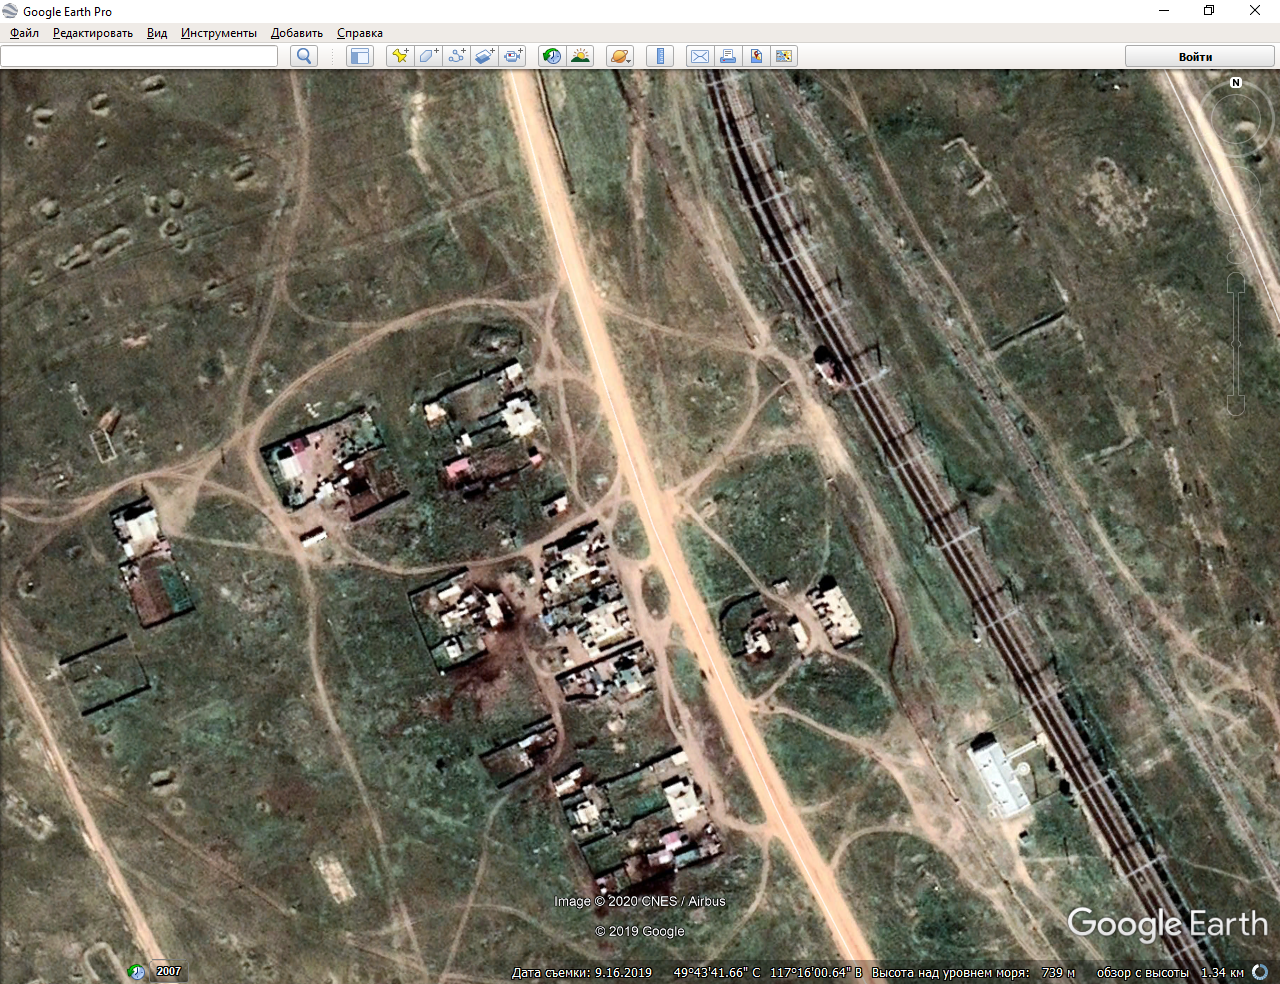 Google Earth Pro
Файл Редактировать Вид Инструменты Добавить Справка
Войти
N
Image © 2020 CNES / Airbus
© 2019 Google
Google Earth
2007
Дата съемки: 9.16.2019 49°43'41.66" С 117°16'00.64" В Высота над уровнем моря: 739 м обзор с высоты 1.34 км